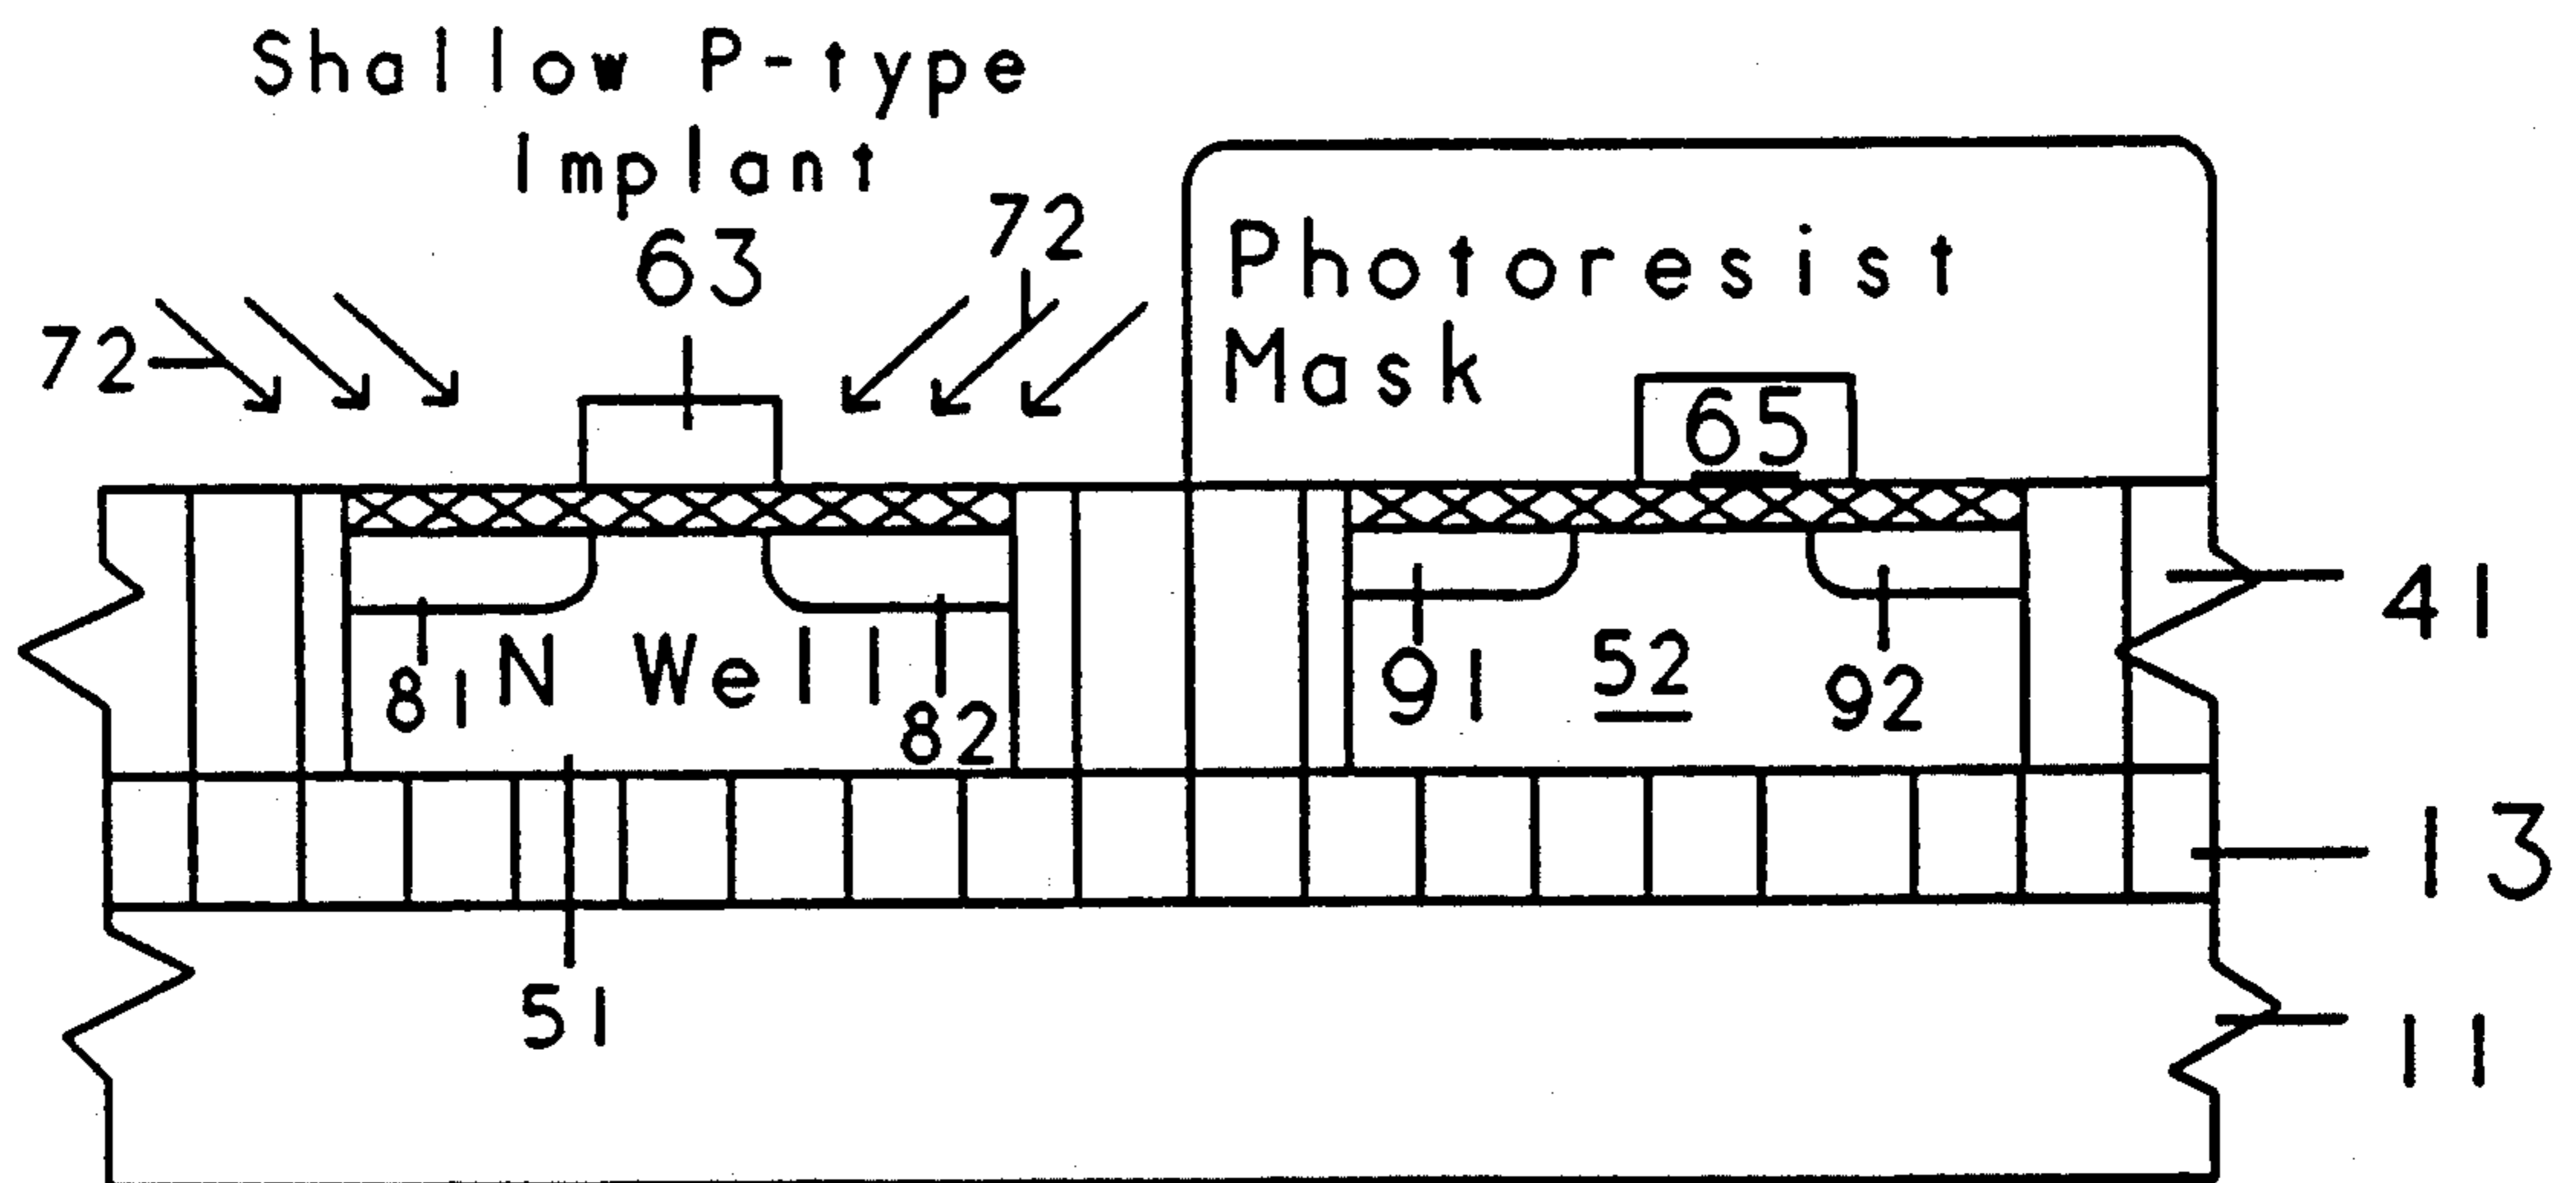 Shallow P-type
Implant
63
72
72
Photoresist
Mask
65
41
81
N Well
82
91
52
92
13
51
11